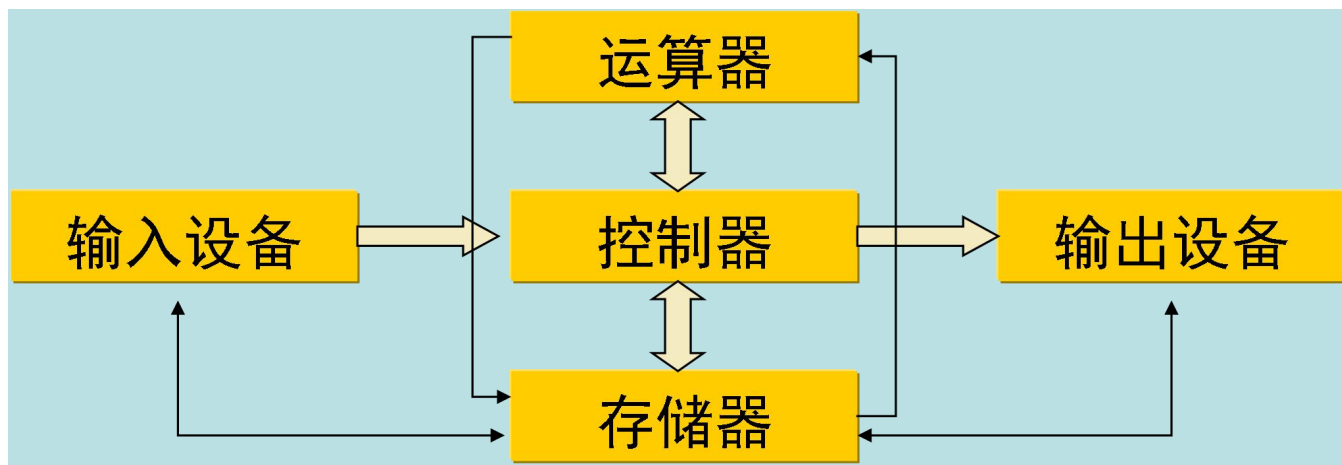 运算器
输入设备
控制器
输出设备
存储器